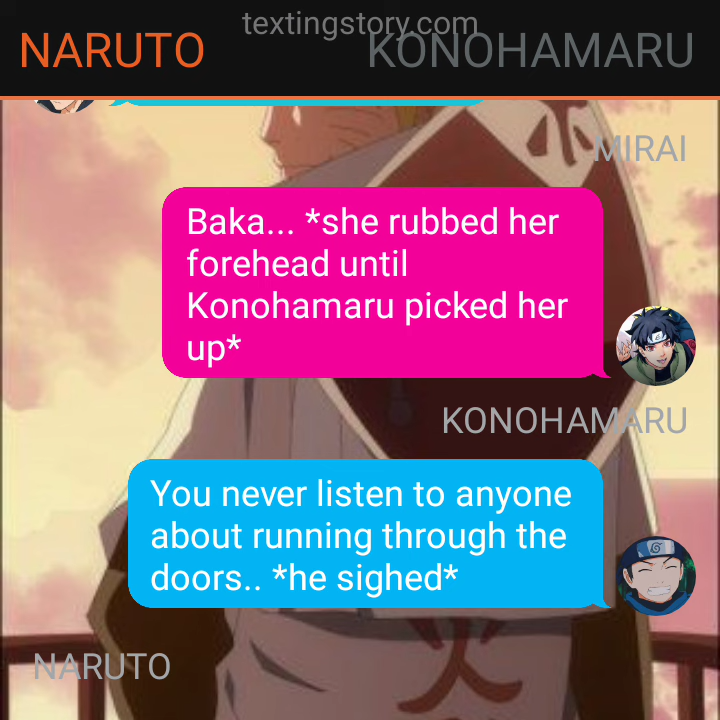 textingstory.com
NARUTO
KONOHAMARU
MIRAI
Baka... *she rubbed her
forehead until
Konohamaru picked her
up*
KONOHAMARU
You never listen to anyone
about running through the
doors.. *he sighed*
NARUTO
火